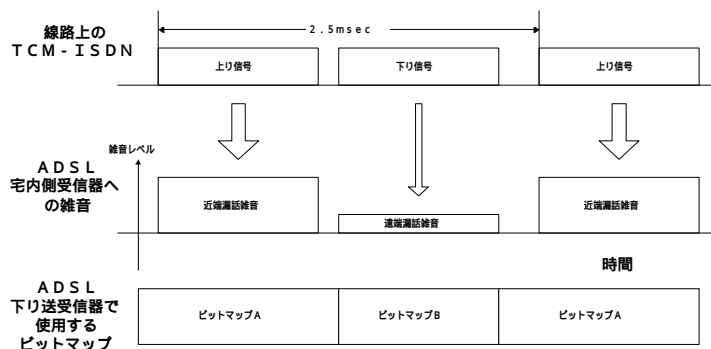 線路上の
ＴＣＭ‐ＩＳＤＮ
２.５ｍｓｅｃ
上り信号
下り信号
上り信号
雑音レベル
ＡＤＳＬ
宅内側受信器へ
の雑音
近端漏話雑音
遠端漏話雑音
近端漏話雑音
時間
ＡＤＳＬ
下り送受信器で
使用する
ビットマップ
ビットマップA
ビットマップB
ビットマップA